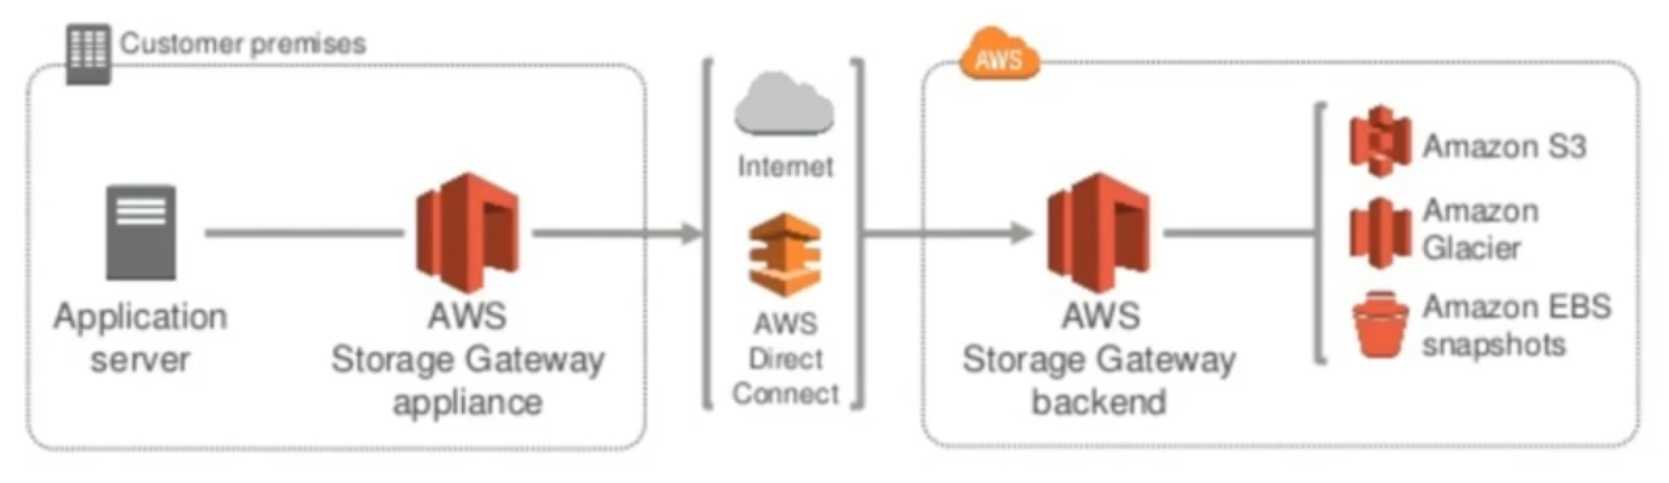 Customer premises
Application
server
AWS
Storage Gateway
appliance
Internet
AWS
Direct
Connect
AWS
AWS
Storage Gateway
backend
Amazon S3
Amazon
Glacier
Amazon EBS
snapshots